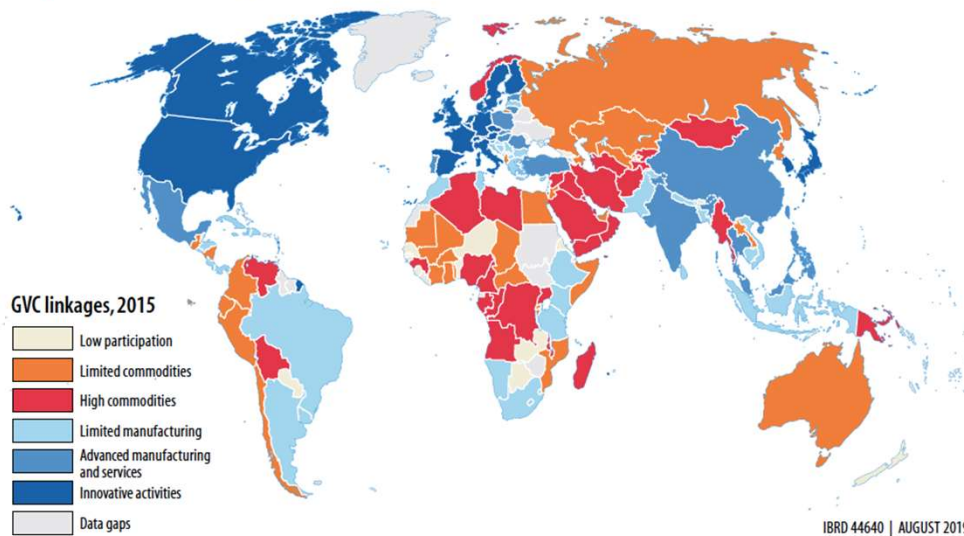 GVC linkages, 2015
Low participation
Limited commodities
High commodities
Limited manufacturing
Advanced manufacturing
and services
Innovative activities
Data gaps
IBRD 44640 | AUGUST 2019